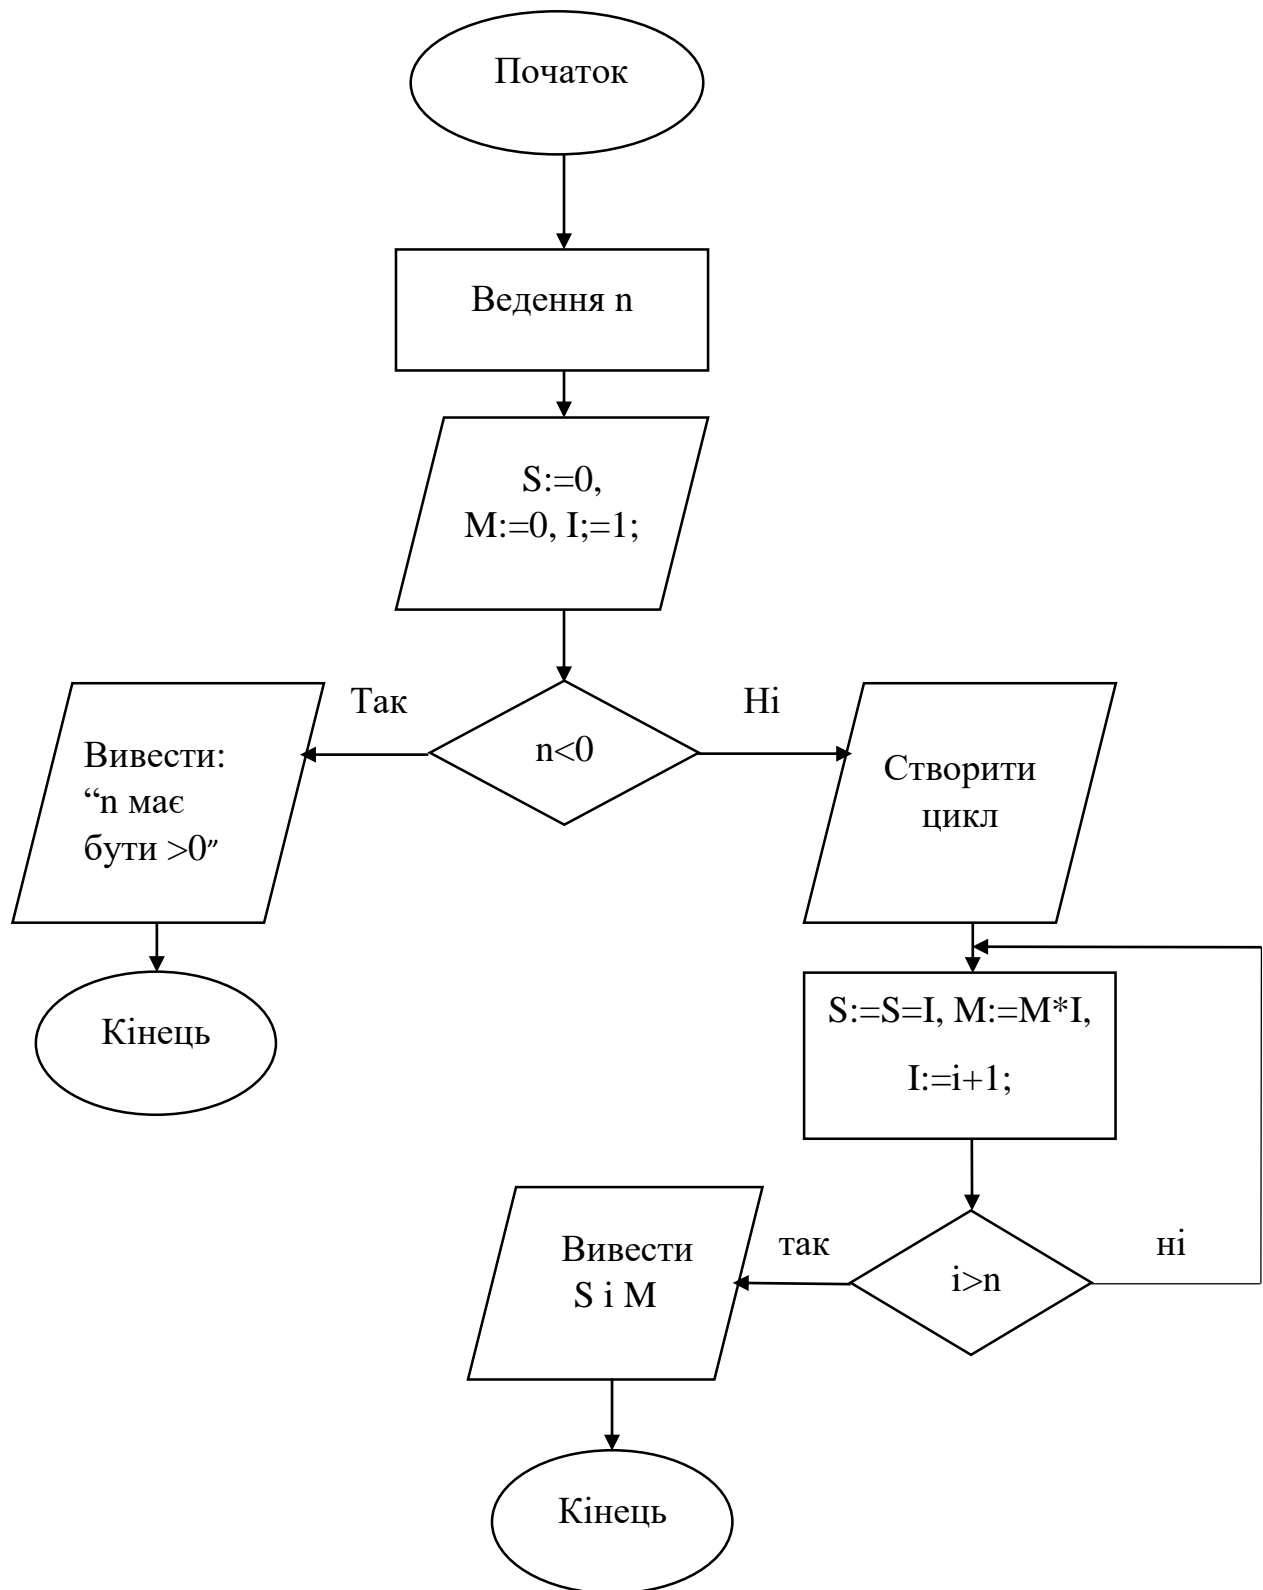 Початок
Ведення n
S:=0,
M:=0, I;=1;
Так
Ні
n<0
Вивести:
“n має
бути >0”
Створити
цикл
Кінець
S:=S=I, M:=M*I,
I:=i+1;
Вивести
S і M
так
ні
i>n
Кінець